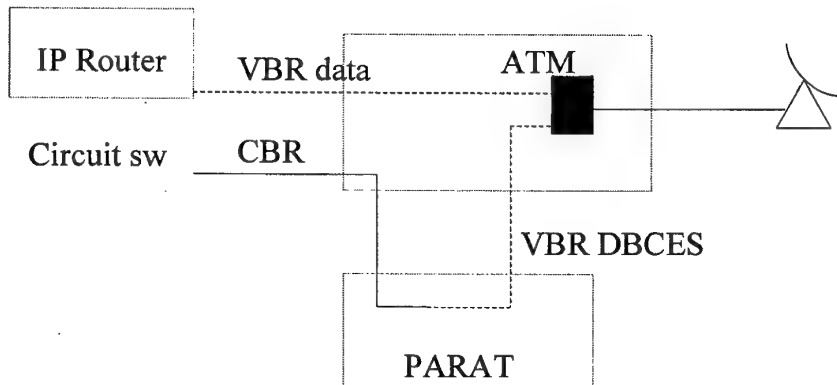 IP Router
VBR data
ATM
Circuit sw
CBR
VBR DBCES
PARAT